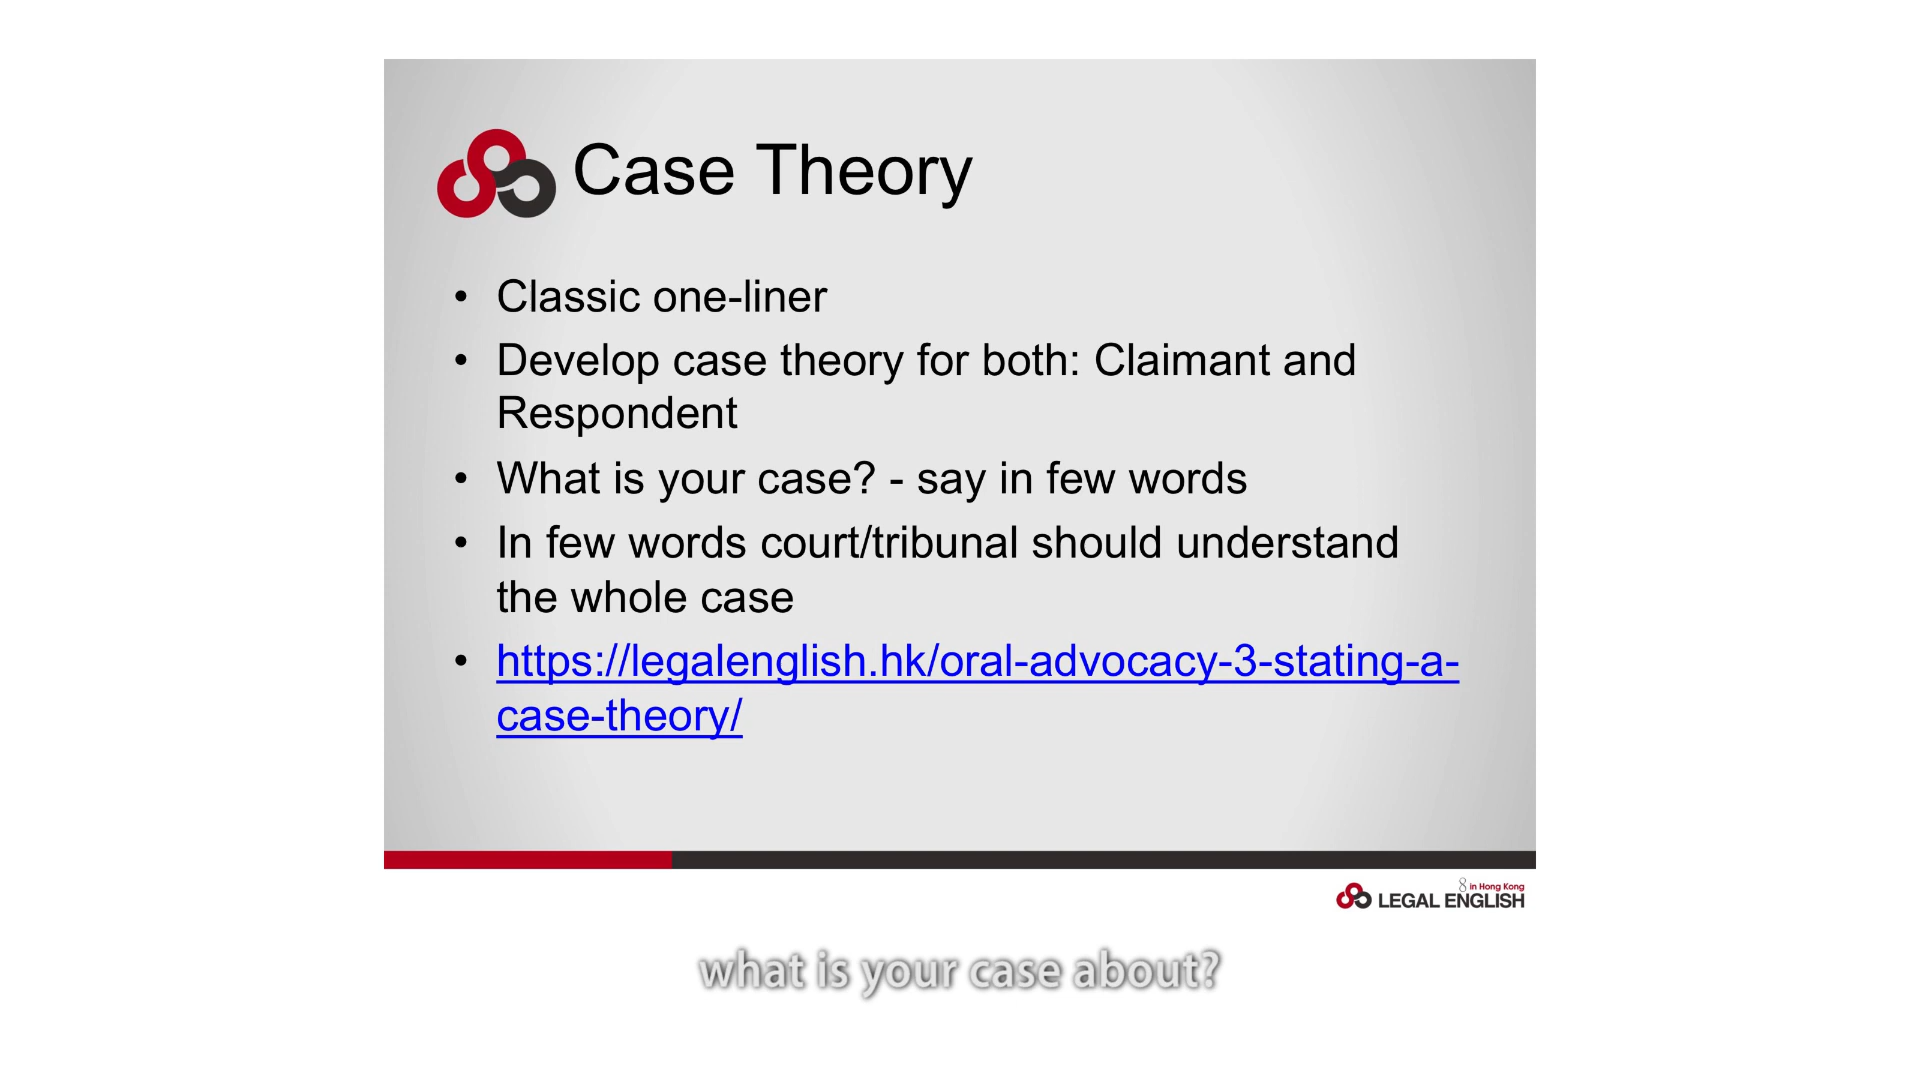 Case Theory
• Classic one-liner
• Develop case theory for both: Claimant and
Respondent
• What is your case? - say in few words
• In few words court/tribunal should understand
the whole case
• https://legalenglish.hk/oral-advocacy-3-stating-a-
case-theory/
8 in Hong Kong
LEGAL ENGLISH
what is your case about?